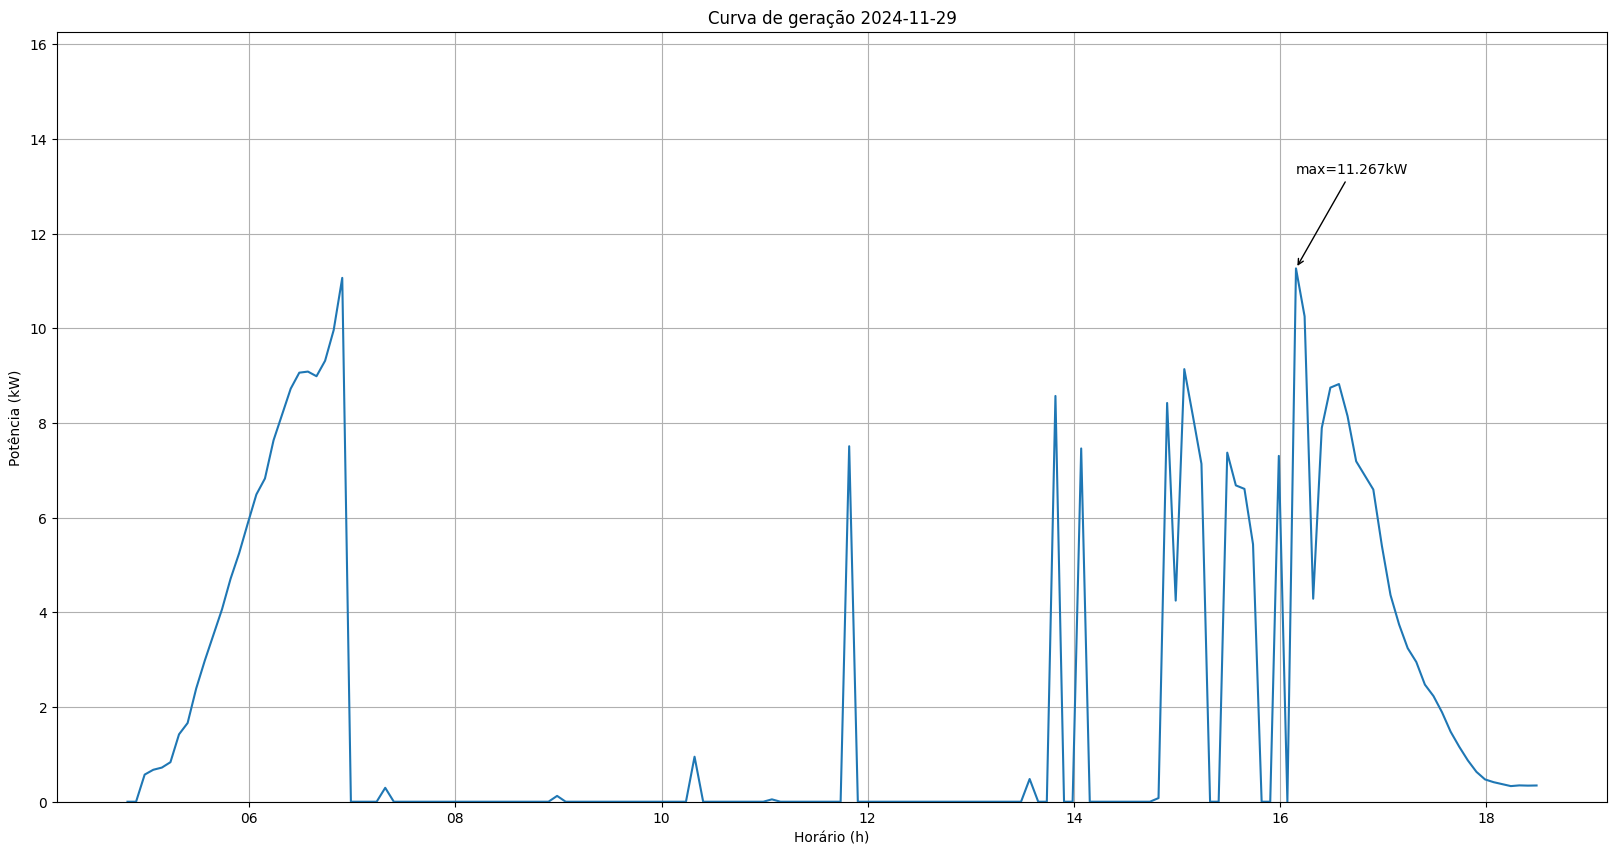 Curva de geração 2024-11-29
16
14
max=11.267kW
12
10
8
Potência (kW)
6
4
2
0
06 08 10 12 14 16 18
Horário (h)